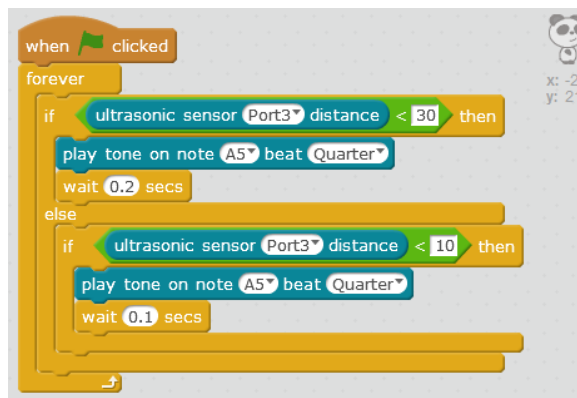 when clicked
forever
if ultrasonic sensor Port3 distance < 30 then
play tone on note A5 beat Quarter
wait 0.2 secs
else
if ultrasonic sensor Port3 distance < 10 then
play tone on note A5 beat Quarter
wait 0.1 secs
x:
y: